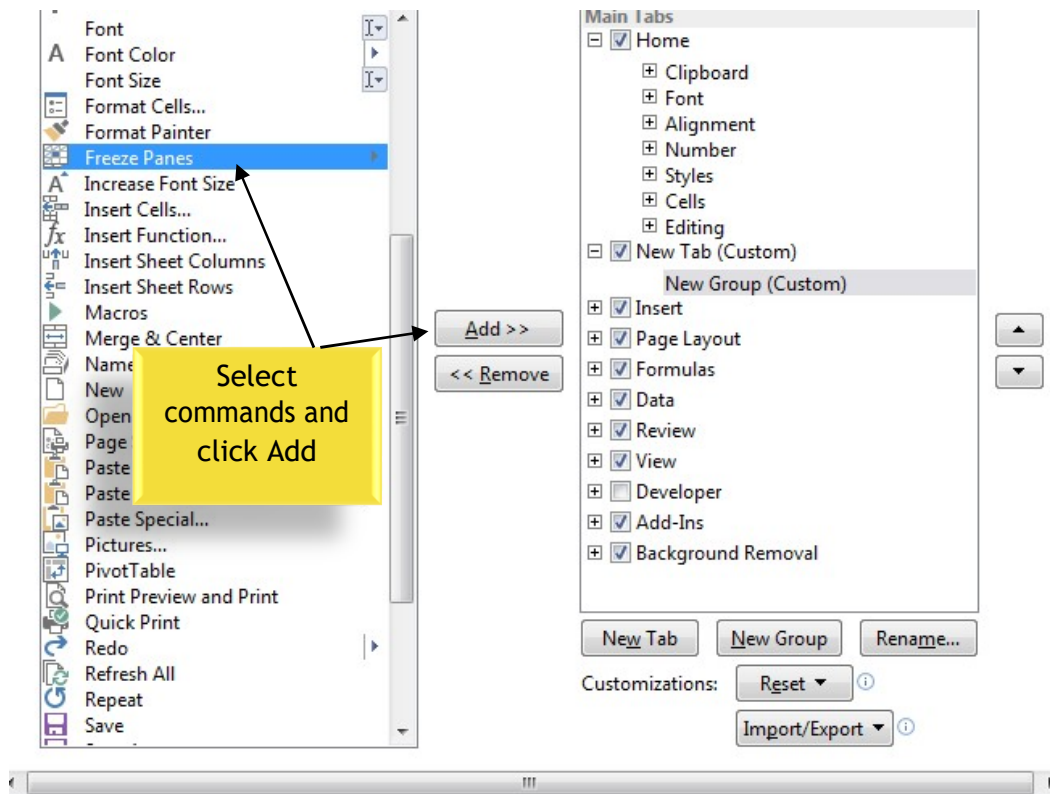 Font
Font Color
Font Size
Format Cells...
Format Painter
Freeze Panes
Increase Font Size
Insert Cells...
Insert Function...
Insert Sheet Columns
Insert Sheet Rows
Macros
Merge & Center
Name
New
Open
Page
Paste
Paste
Paste Special...
Pictures...
PivotTable
Print Preview and Print
Quick Print
Redo
Refresh All
Repeat
Save
Select
commands and
click Add
Add >>
<< Remove
Main Tabs
Home
Clipboard
Font
Alignment
Number
Styles
Cells
Editing
New Tab (Custom)
New Group (Custom)
Insert
Page Layout
Formulas
Data
Review
View
Developer
Add-Ins
Background Removal
New Tab New Group Rename...
Customizations: Reset
Import/Export